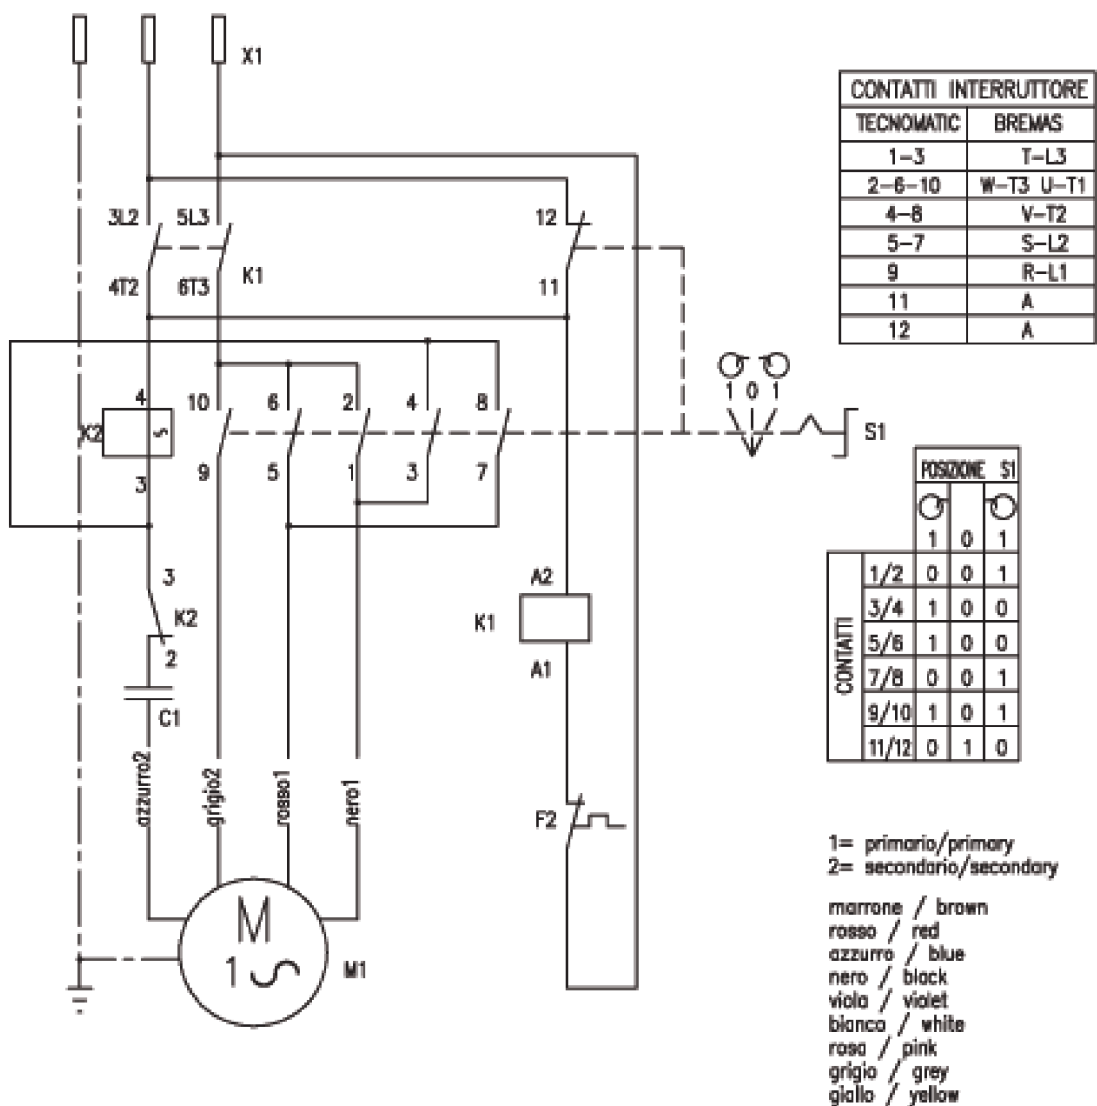 X1
CONTATTI INTERRUTTORE
TECNOMATIC BREMAS
1-3 T-L3
2-6-10 W-T3 U-T1
4-8 V-T2
5-7 S-L2
9 R-L1
11 A
12 A
3L2 5L3 12
K1
4T2 6T3 11
1 0 1
4 10 6 2 4 8
K2 S S1
3 9 5 1 3 7
POSIZIONE S1
1 0 1
CONTATTI
1/2 0 0 1
3/4 1 0 0
5/6 1 0 0
7/8 0 0 1
9/10 1 0 1
11/12 0 1 0
3
K2
2
C1
A2
K1
A1
azzurro2 grigio2 rosso1 nero1
F2
M
1
M1
1= primario/primary
2= secondario/secondary
marrone / brown
rosso / red
azzurro / blue
nero / black
viola / violet
bianco / white
rosa / pink
grigio / grey
giallo / yellow